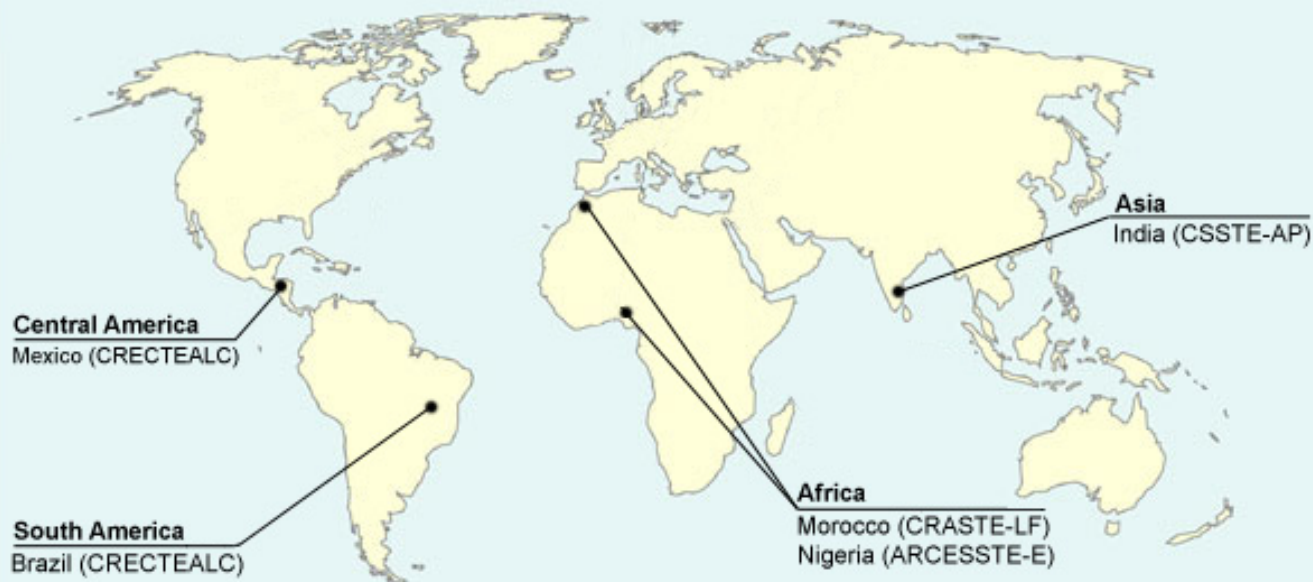 Asia
India (CSSTE-AP)
Central America
Mexico (CRECTEALC)
Africa
Morocco (CRASTE-LF)
Nigeria (ARCESSTE-E)
South America
Brazil (CRECTEALC)